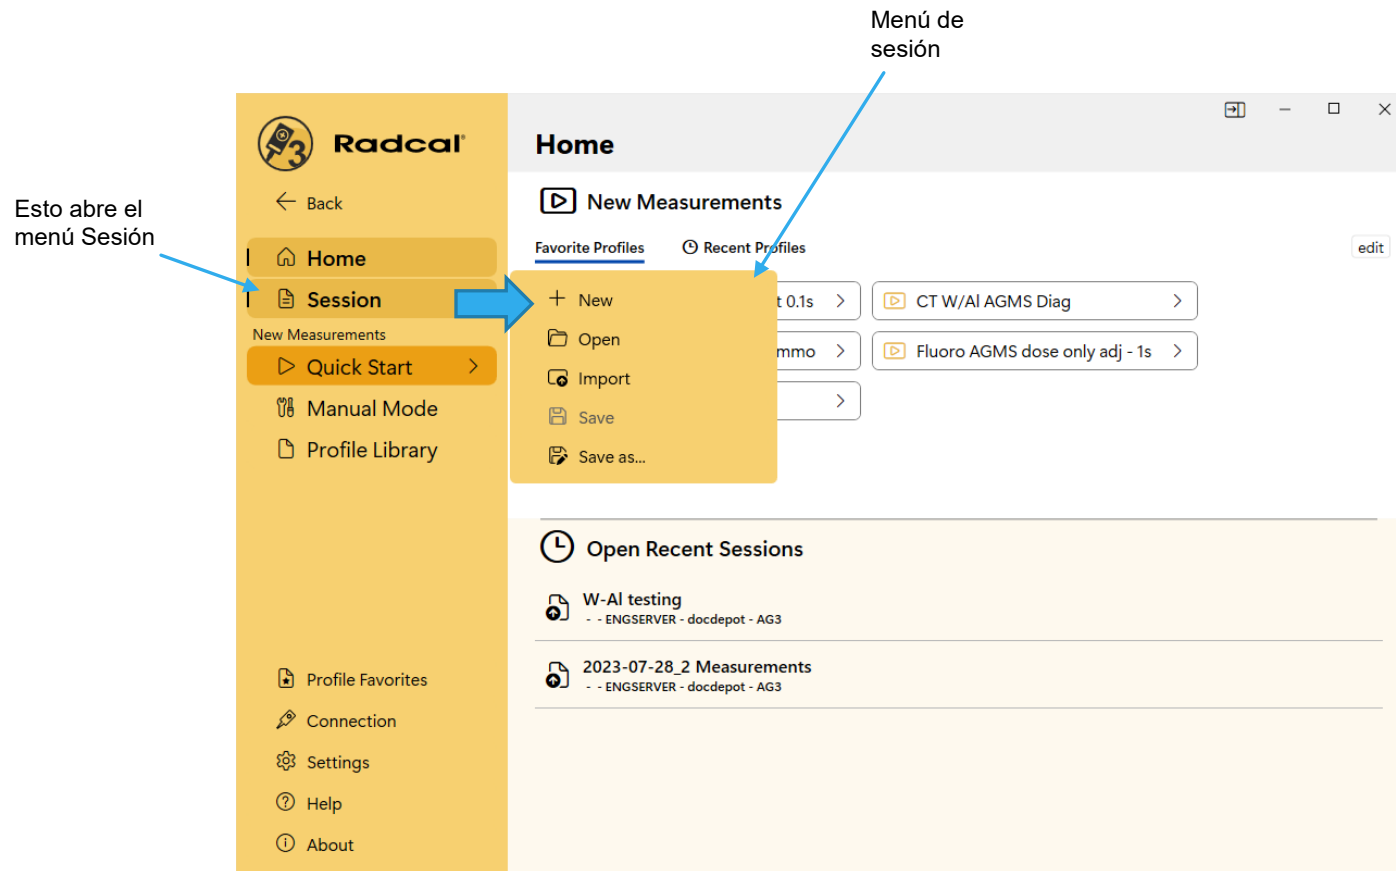 Menú de
sesión
Esto abre el
menú Sesión
3
Radcal®
Back
Home
Session
New Measurements
Quick Start
Manual Mode
Profile Library
Profile Favorites
Connection
Settings
Help
About
Home
New Measurements
Favorite Profiles
Recent Profiles
edit
New
Open
Import
Save
Save as...
t 0.1s
CT W/Al AGMS Diag
mmo
Fluoro AGMS dose only adj - 1s
Open Recent Sessions
W-Al testing
- - ENGSERVER - docdepot - AG3
2023-07-28_2 Measurements
- - ENGSERVER - docdepot - AG3